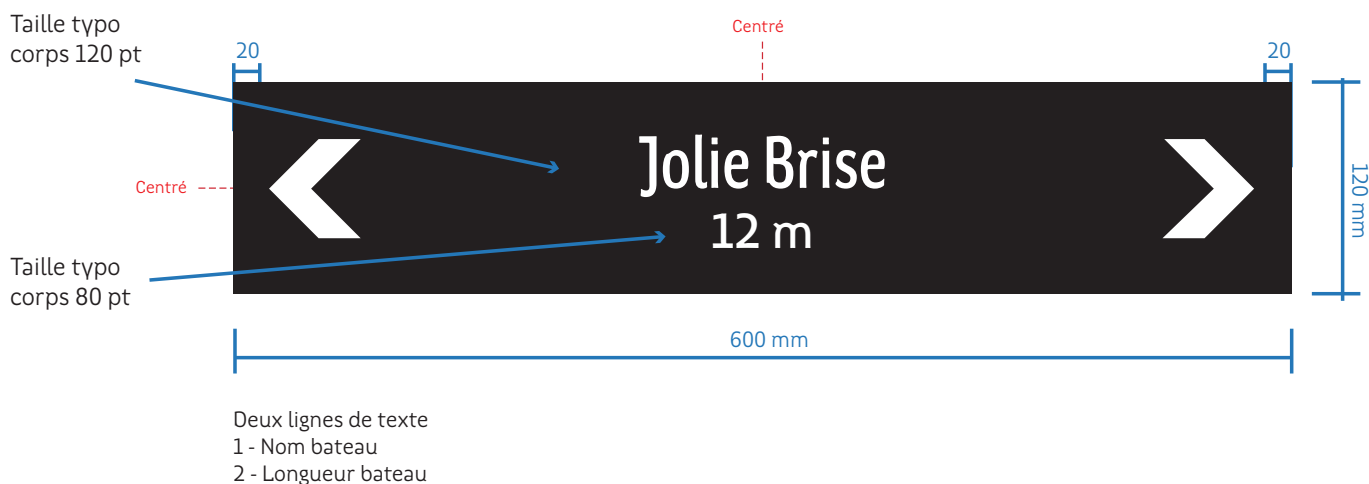 Taille typo
corps 120 pt
20
Centré
20
Jolie Brise
12 m
Centré
120 mm
Taille typo
corps 80 pt
600 mm
Deux lignes de texte
1 - Nom bateau
2 - Longueur bateau